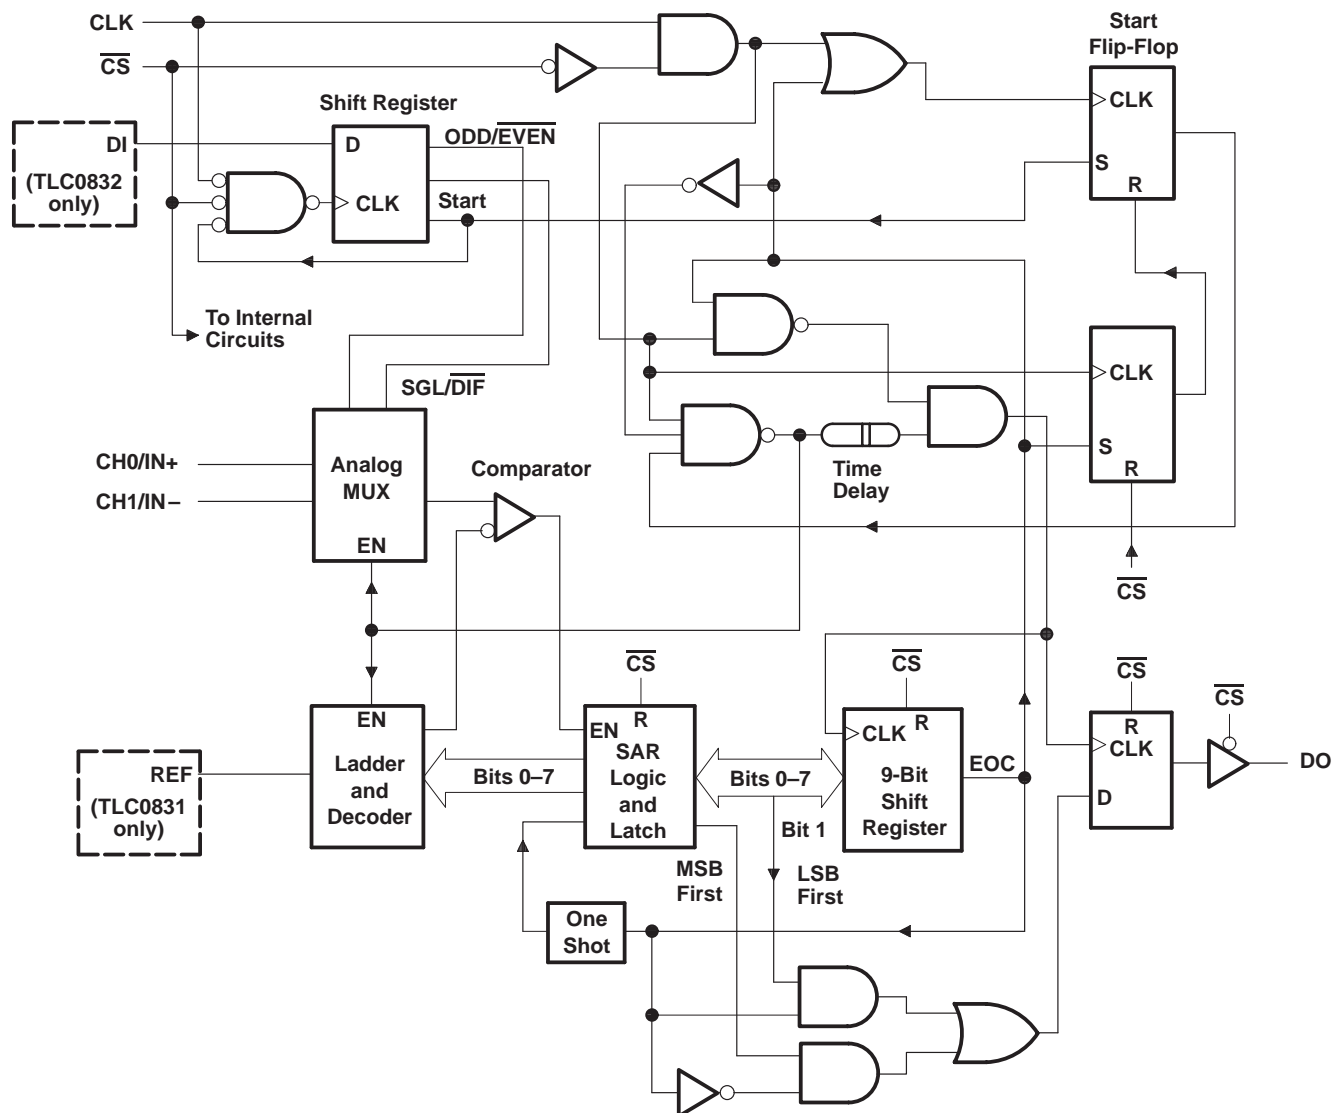 CLK
CS
Start
Flip-Flop
CLK
S
R
Shift Register
ODD/EVEN
DI
(TLC0832
only)
D
CLK
Start
To Internal
Circuits
SGL/DIF
CLK
S
R
CS
CH0/IN+
CH1/IN–
Analog
MUX
EN
Comparator
Time
Delay
CS
CS
CS
CS
EN
Ladder
and
Decoder
REF
(TLC0831
only)
Bits 0–7
EN
R
SAR
Logic
and
Latch
Bits 0–7
CLK
R
9-Bit
Shift
Register
EOC
R
CLK
D
DO
Bit 1
MSB
First
LSB
First
One
Shot